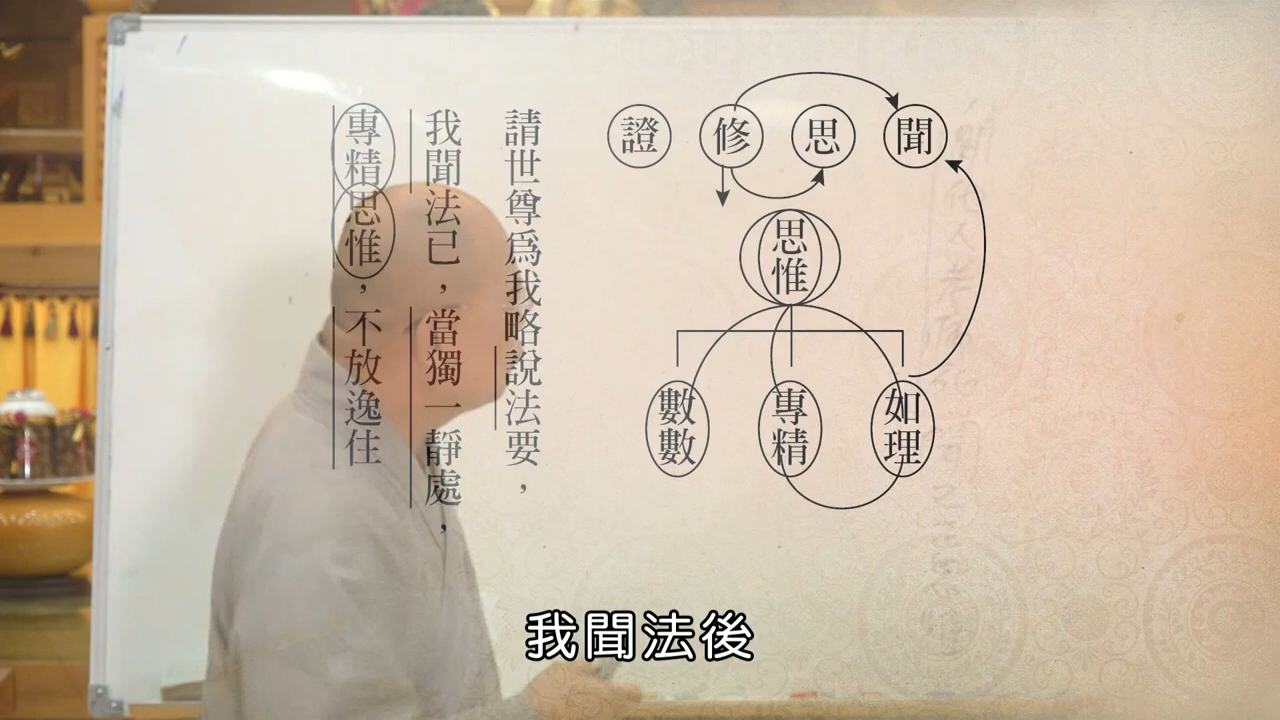 聞
思
修
證
思惟
如理
專精
數數
請世尊爲我略說法要，
我聞法已，當獨一靜處，
專精思惟，不放逸住
我聞法後